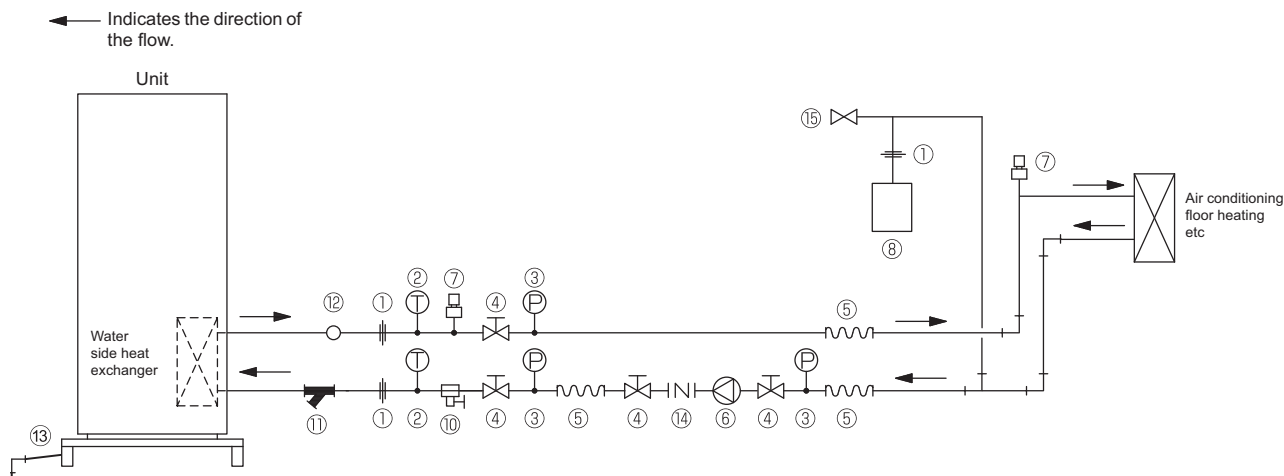 Indicates the direction of
the flow.
Unit
⑮
①
⑦
⑧
Air conditioning
floor heating
etc
② ⑦ ③
⑫ ① T ④ P ⑤
Water
side heat
exchanger
T P P
⑪ ① ② ⑩ ④ ③ ⑤ ④ ⑭ ⑥ ④ ③ ⑤
⑬